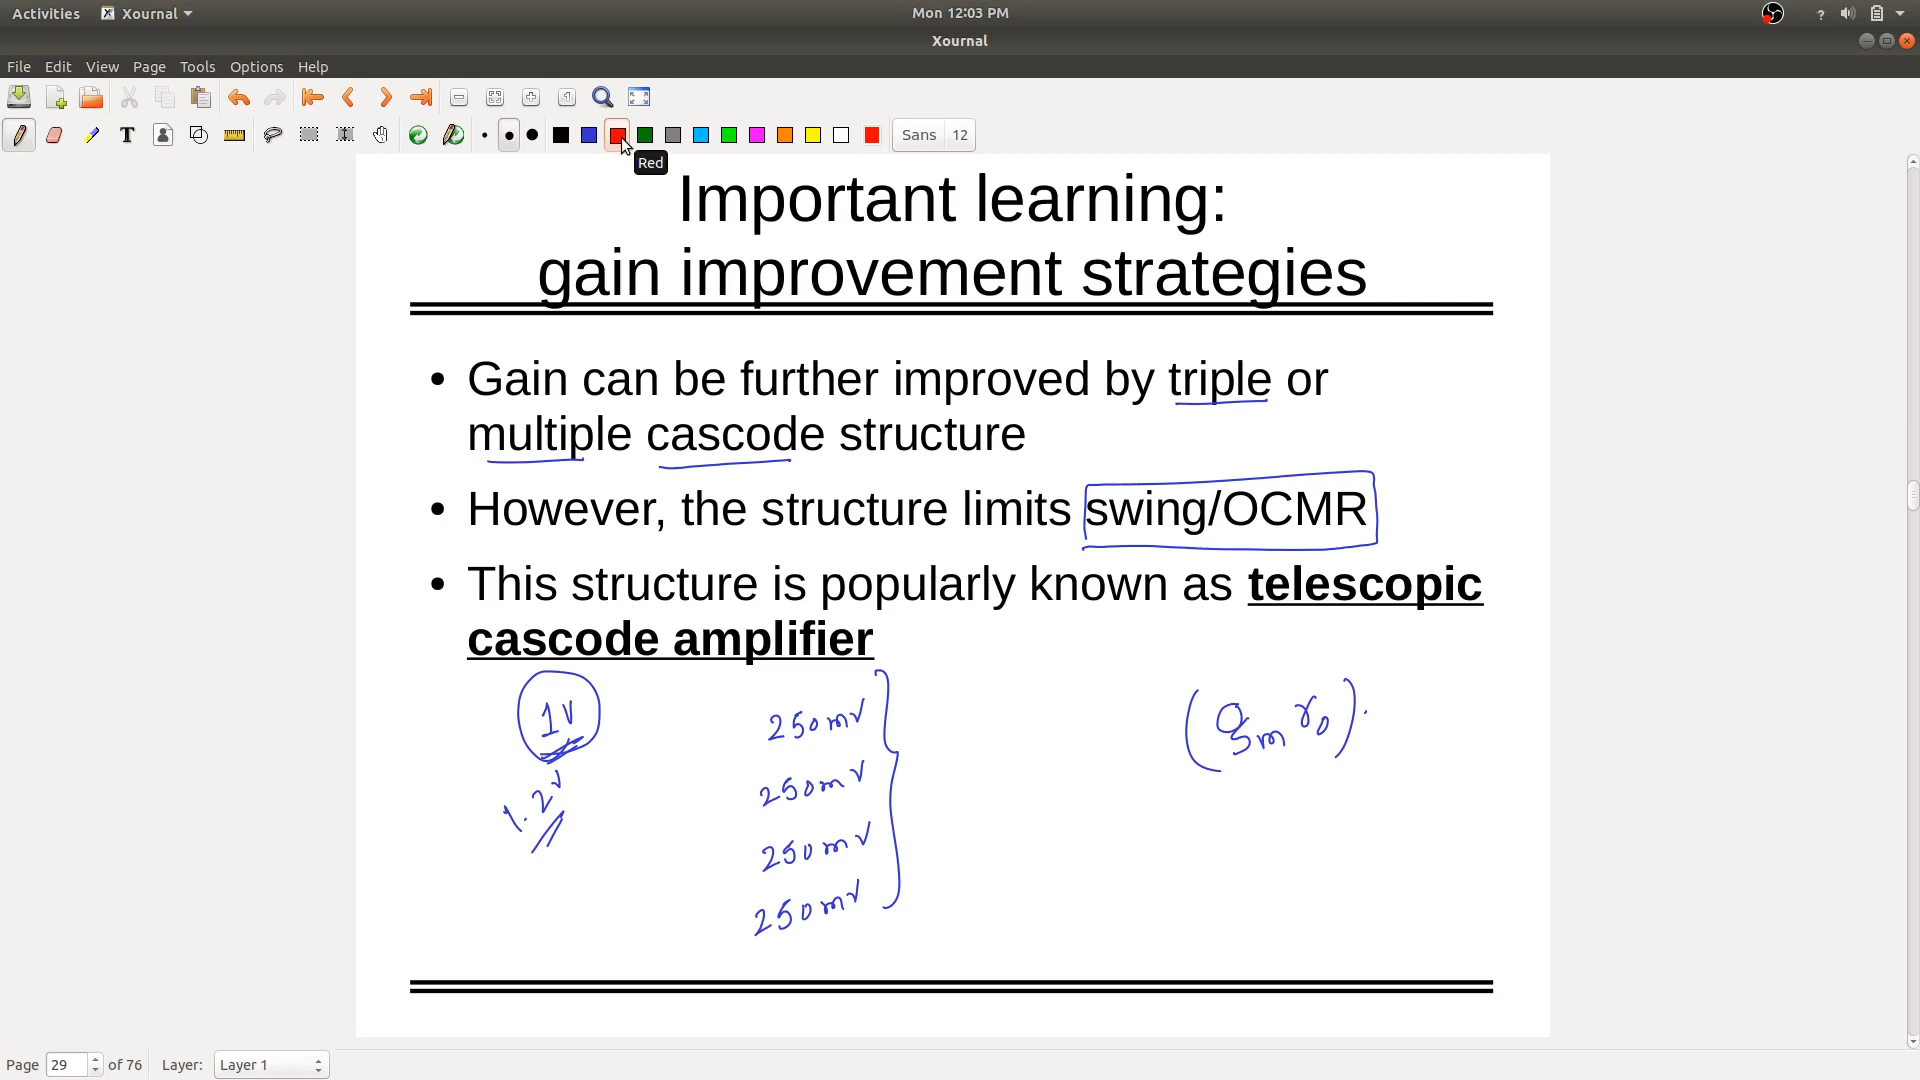 Activities Xournal Mon 12:03 PM ?
Xournal
File Edit View Page Tools Options Help
T Sans 12
Red
Important learning:
gain improvement strategies
• Gain can be further improved by triple or
multiple cascode structure
• However, the structure limits swing/OCMR
• This structure is popularly known as telescopic
cascode amplifier
1V
1.2V
250mV
250mV
250mV
250mV
(gm ro).
Page 29 of 76 Layer: Layer 1